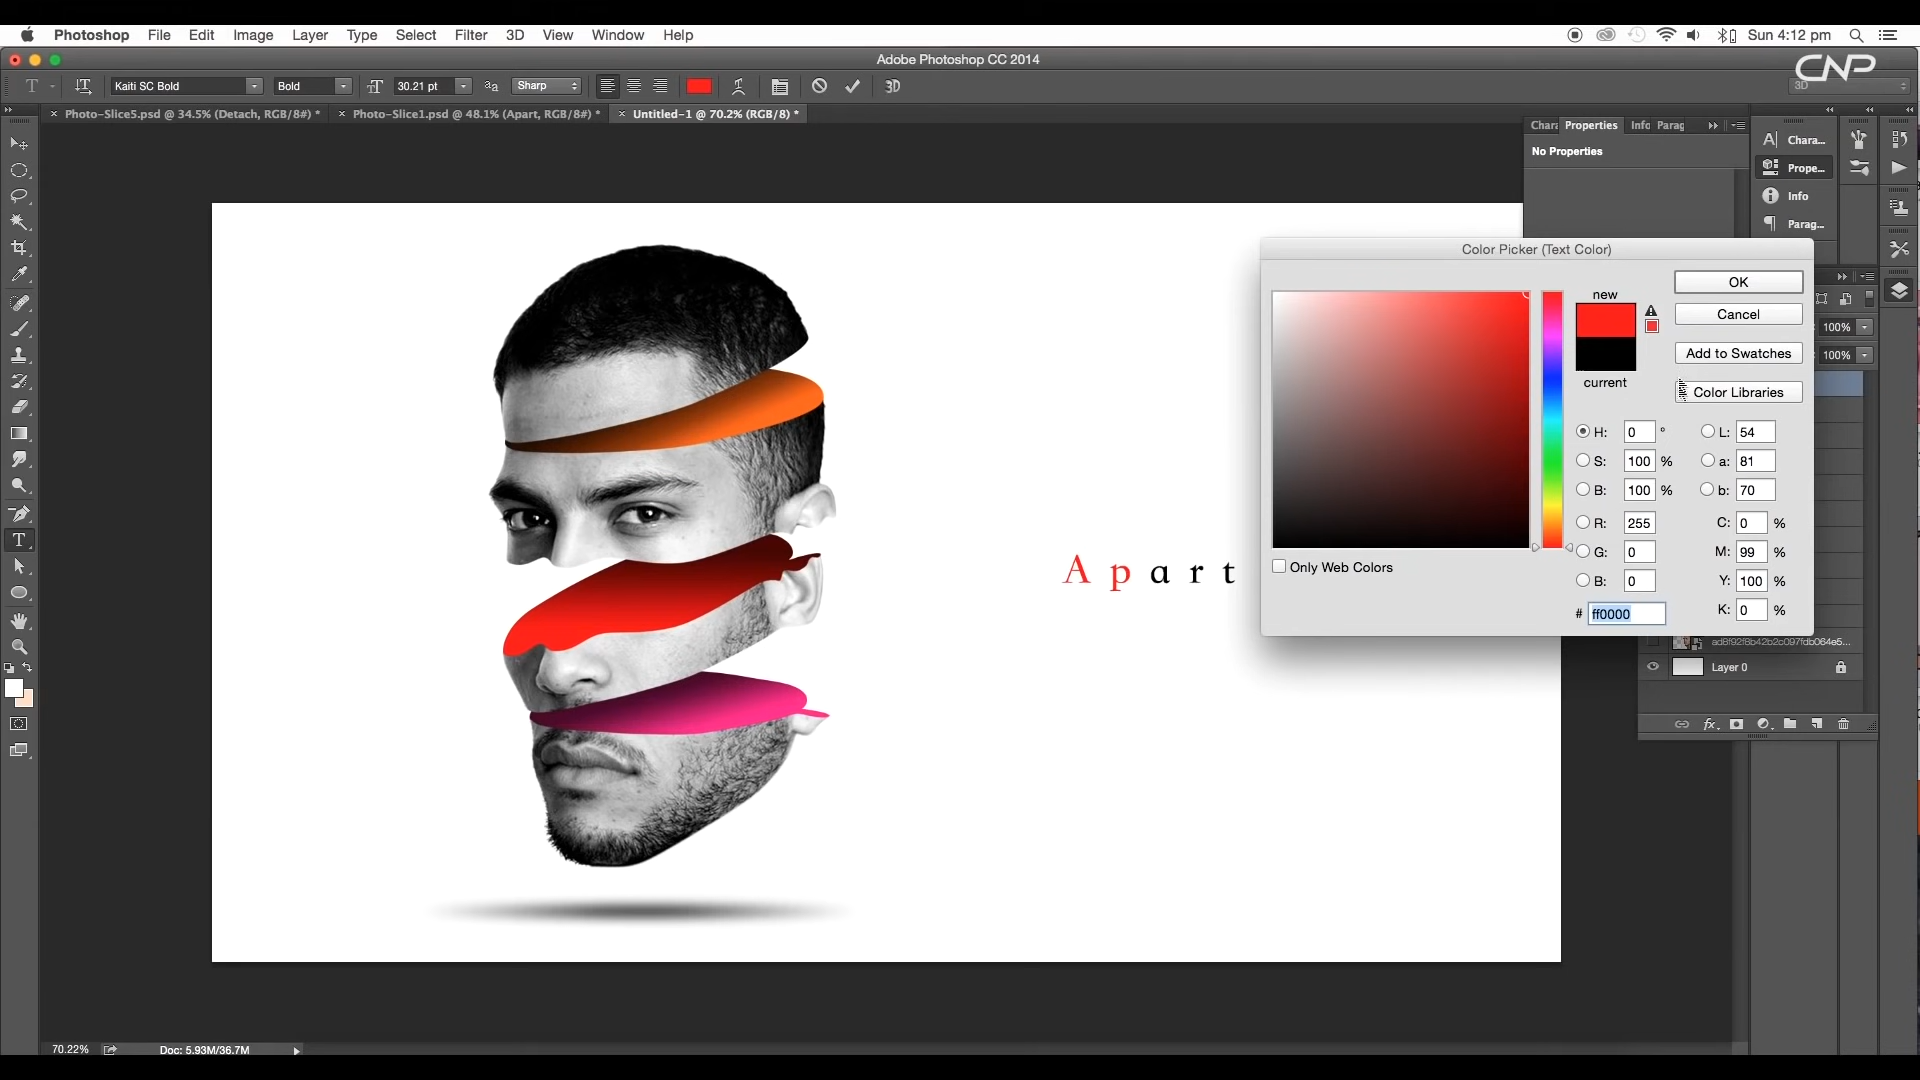 Photoshop File Edit Image Layer Type Select Filter 3D View Window Help Sun 4:12 pm
Adobe Photoshop CC 2014
CNP
T Kaiti SC Bold Bold 30.21 pt aa Sharp 3D 3D
Photo-Slice5.psd @ 34.5% (Detach, RGB/8#) * Photo-Slice1.psd @ 48.1% (Apart, RGB/8#) * Untitled-1 @ 70.2% (RGB/8) *
Chara Properties Info Parag
No Properties
Chara...
Prope...
Info
Parag...
Color Picker (Text Color)
new
OK
Cancel
Add to Swatches
current
Color Libraries
100%
100%
H: 0 ° L: 54
S: 100 % a: 81
B: 100 % b: 70
R: 255 C: 0 %
G: 0 M: 99 %
B: 0 Y: 100 %
# ff0000 K: 0 %
Only Web Colors
A p a r t
ad8f92f8b42b2c097fdb064e5...
Layer 0
fx
70.22% Doc: 5.93M/36.7M